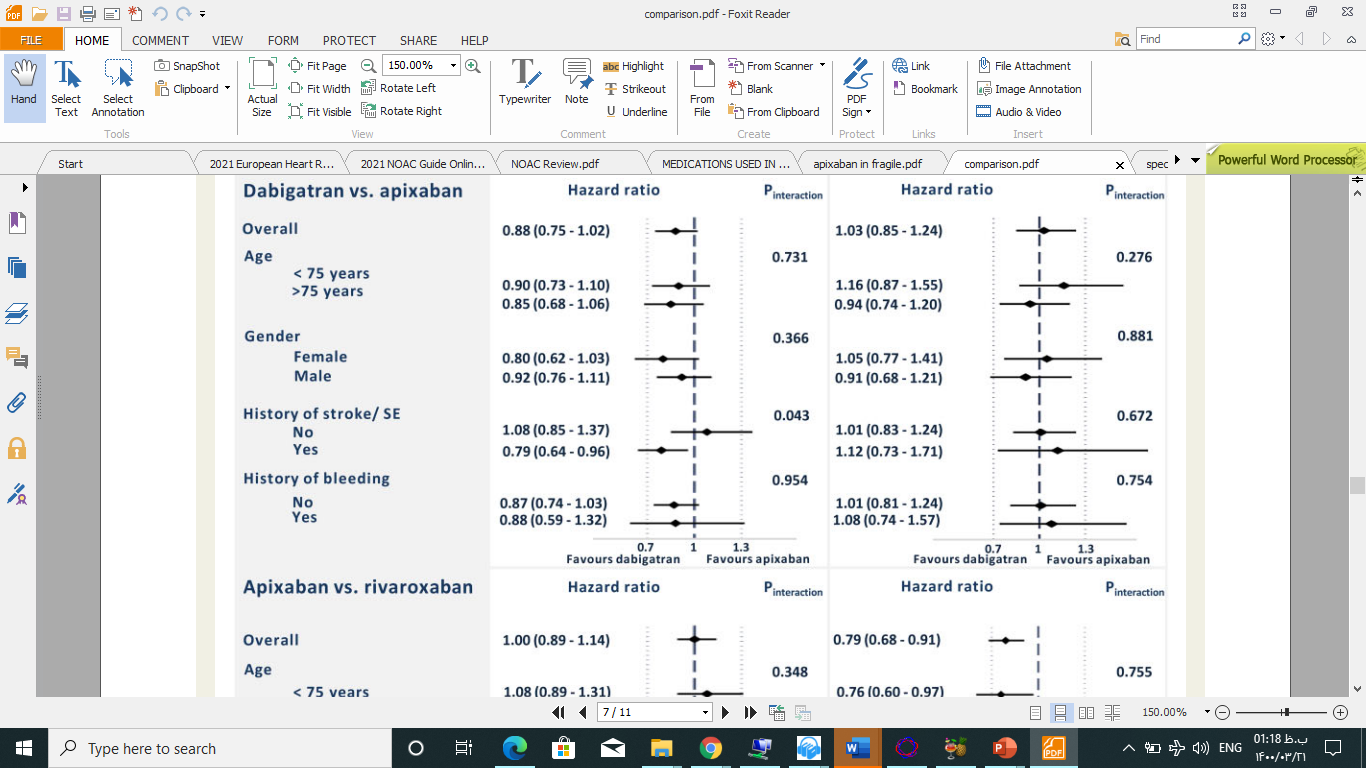 comparison.pdf - Foxit Reader
FILE HOME COMMENT VIEW FORM PROTECT SHARE HELP
Find
Hand
Select Text
Select Annotation
SnapShot
Clipboard
Tools
Actual Size
Fit Page
Fit Width
Fit Visible
150.00%
Rotate Left
Rotate Right
View
Typewriter
Note
abc Highlight
Strikeout
U Underline
Comment
From File
From Scanner
Blank
From Clipboard
Create
PDF Sign
Protect
Link
Bookmark
Links
File Attachment
Image Annotation
Audio & Video
Insert
Start 2021 European Heart R... 2021 NOAC Guide Onlin... NOAC Review.pdf MEDICATIONS USED IN ... apixaban in fragile.pdf comparison.pdf spec Powerful Word Processor
Dabigatran vs. apixaban Hazard ratio Pinteraction Hazard ratio Pinteraction
Overall 0.88 (0.75 - 1.02) 1.03 (0.85 - 1.24)
Age 0.731 0.276
< 75 years 0.90 (0.73 - 1.10) 1.16 (0.87 - 1.55)
>75 years 0.85 (0.68 - 1.06) 0.94 (0.74 - 1.20)
Gender 0.366 0.881
Female 0.80 (0.62 - 1.03) 1.05 (0.77 - 1.41)
Male 0.92 (0.76 - 1.11) 0.91 (0.68 - 1.21)
History of stroke/ SE 0.043 0.672
No 1.08 (0.85 - 1.37) 1.01 (0.83 - 1.24)
Yes 0.79 (0.64 - 0.96) 1.12 (0.73 - 1.71)
History of bleeding 0.954 0.754
No 0.87 (0.74 - 1.03) 1.01 (0.81 - 1.24)
Yes 0.88 (0.59 - 1.32) 1.08 (0.74 - 1.57)
0.7 1 1.3 0.7 1 1.3
Favours dabigatran Favours apixaban Favours dabigatran Favours apixaban
Apixaban vs. rivaroxaban Hazard ratio Pinteraction Hazard ratio Pinteraction
Overall 1.00 (0.89 - 1.14) 0.79 (0.68 - 0.91)
Age 0.348 0.755
< 75 years 1.08 (0.89 - 1.31) 0.76 (0.60 - 0.97)
7 / 11 150.00%
Type here to search ENG 01:18 ب.ظ
۱۴۰۰/۰۳/۲۱